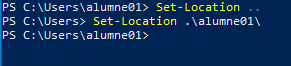 PS C:\Users\alumne01> Set-Location ..
PS C:\Users> Set-Location .\alumne01\
PS C:\Users\alumne01>